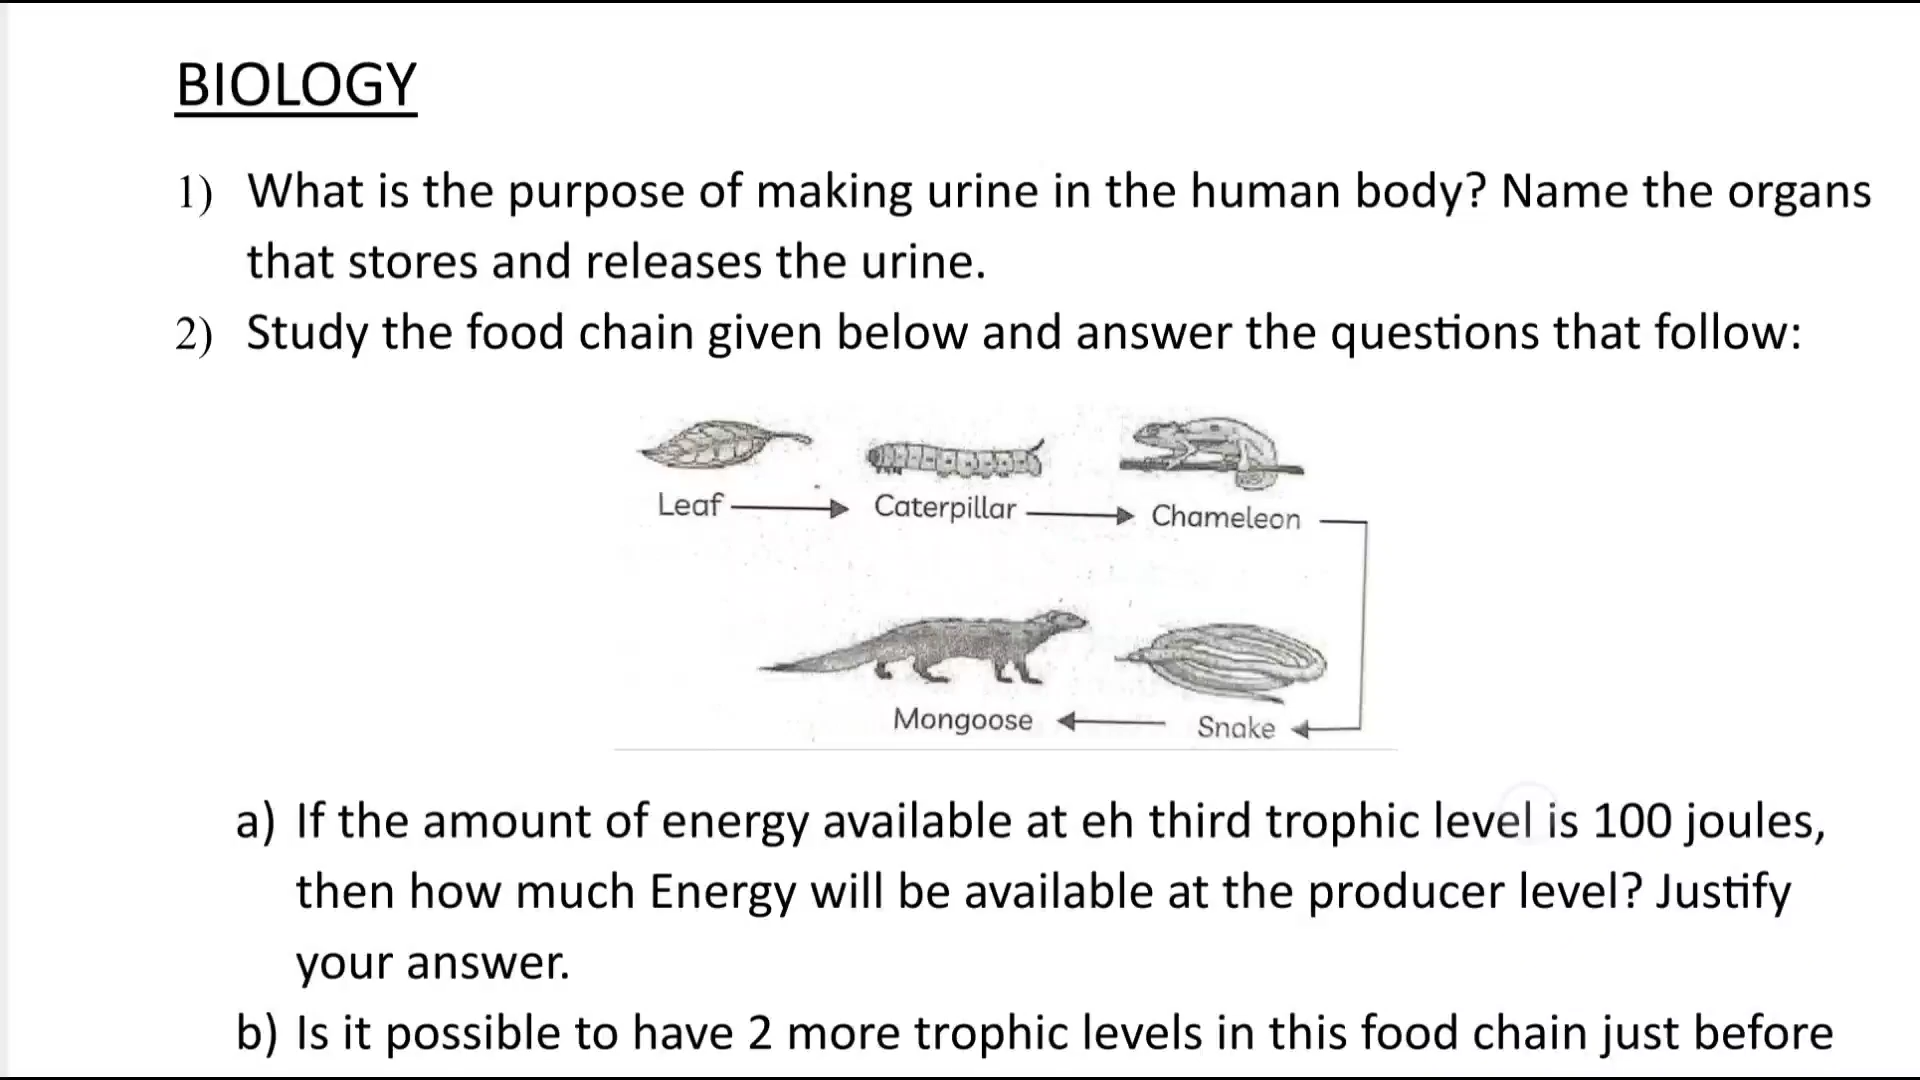 BIOLOGY
1) What is the purpose of making urine in the human body? Name the organs
that stores and releases the urine.
2) Study the food chain given below and answer the questions that follow:
Leaf Caterpillar Chameleon
Mongoose Snake
a) If the amount of energy available at eh third trophic level is 100 joules,
then how much Energy will be available at the producer level? Justify
your answer.
b) Is it possible to have 2 more trophic levels in this food chain just before